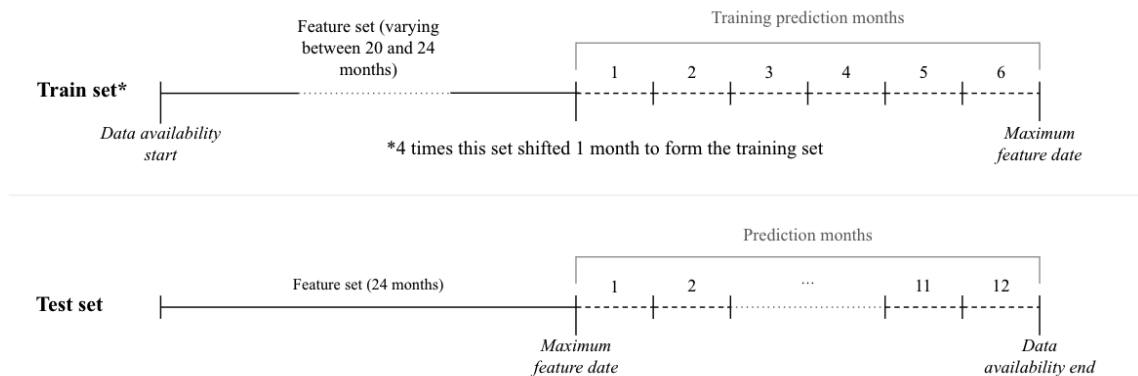 Training prediction months
Feature set (varying
between 20 and 24
months)
1 2 3 4 5 6
Train set*
Data availability
start
*4 times this set shifted 1 month to form the training set
Maximum
feature date
Prediction months
Feature set (24 months)
1 2 ... 11 12
Test set
Maximum
feature date
Data
availability end